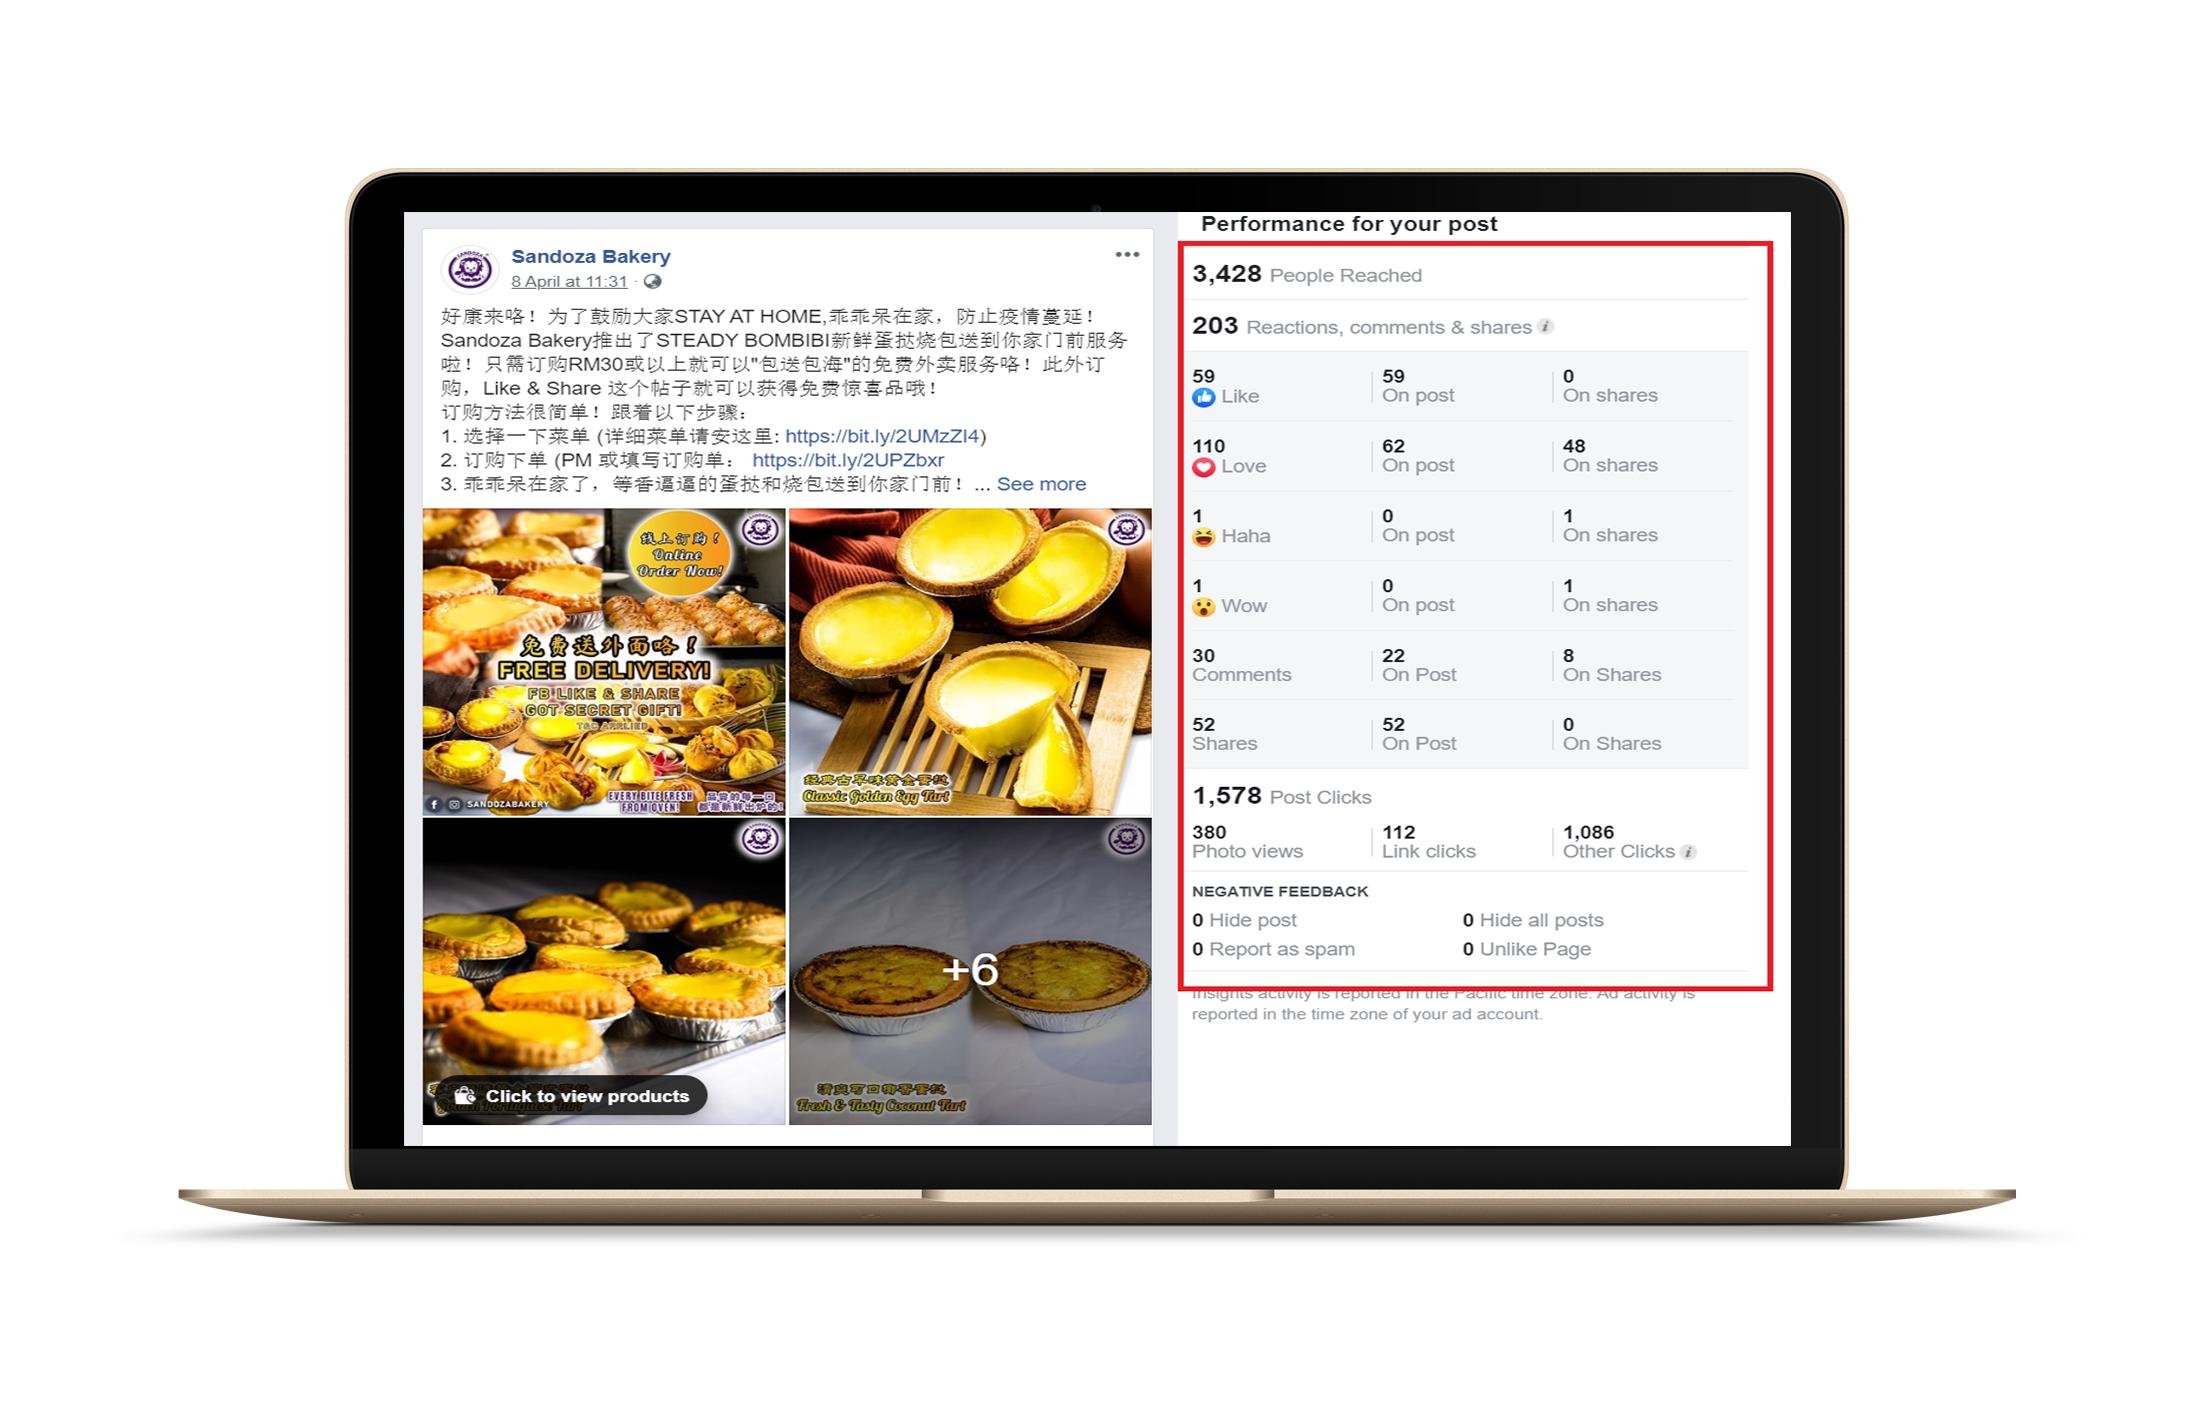 Sandoza Bakery
8 April at 11:31 ·
好康来咯！为了鼓励大家STAY AT HOME,乖乖呆在家，防止疫情蔓延！
Sandoza Bakery推出了STEADY BOMBIBI新鲜蛋挞烧包送到你家门前服务
啦！只需订购RM30或以上就可以"包送包海"的免费外卖服务咯！此外订
购，Like & Share 这个帖子就可以获得免费惊喜品哦！
订购方法很简单！跟着以下步骤：
1. 选择一下菜单 (详细菜单请安这里: https://bit.ly/2UMzZI4)
2. 订购下单 (PM 或填写订购单： https://bit.ly/2UPZbxr
3. 乖乖呆在家了，等香逼逼的蛋挞和烧包送到你家门前！... See more
线上订购！
Online
Order Now!
免费送外面咯！
FREE DELIVERY!
FB LIKE & SHARE
GOT SECRET GIFT!
T&C APPLIED
SANDOZABAKERY
EVERY BITE FRESH
FROM OVEN!
品尝的每一口
都是新鲜出炉的!
经典古早味黄金蛋挞
Classic Golden Egg Tart
Click to view products
+6
清爽可口椰香蛋挞
Fresh & Tasty Coconut Tart
Performance for your post
3,428 People Reached
203 Reactions, comments & shares
59 59 0
Like On post On shares
110 62 48
Love On post On shares
1 0 1
Haha On post On shares
1 0 1
Wow On post On shares
30 22 8
Comments On Post On Shares
52 52 0
Shares On Post On Shares
1,578 Post Clicks
380 112 1,086
Photo views Link clicks Other Clicks
NEGATIVE FEEDBACK
0 Hide post 0 Hide all posts
0 Report as spam 0 Unlike Page
Insights activity is reported in the Pacific time zone. Ad activity is
reported in the time zone of your ad account.